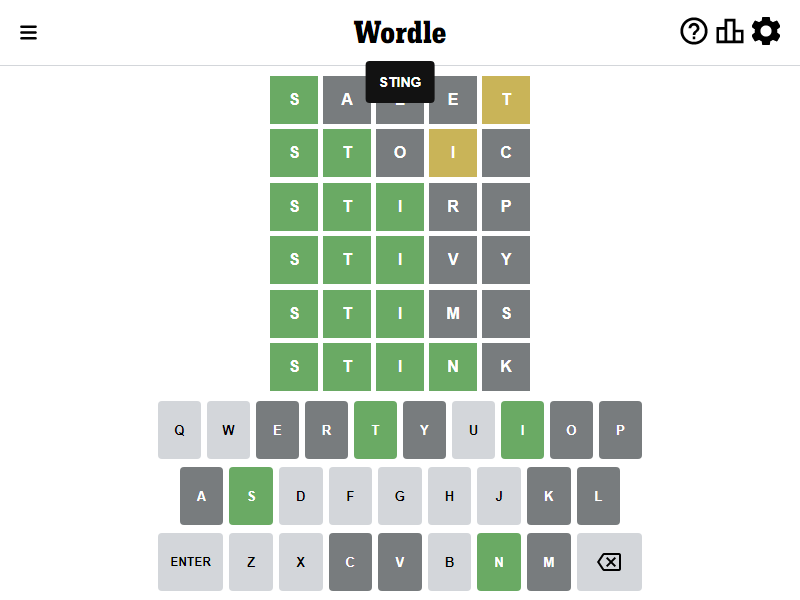 Wordle
STING
S A E T
S T O I C
S T I R P
S T I V Y
S T I M S
S T I N K
Q W E R T Y U I O P
A S D F G H J K L
ENTER Z X C V B N M